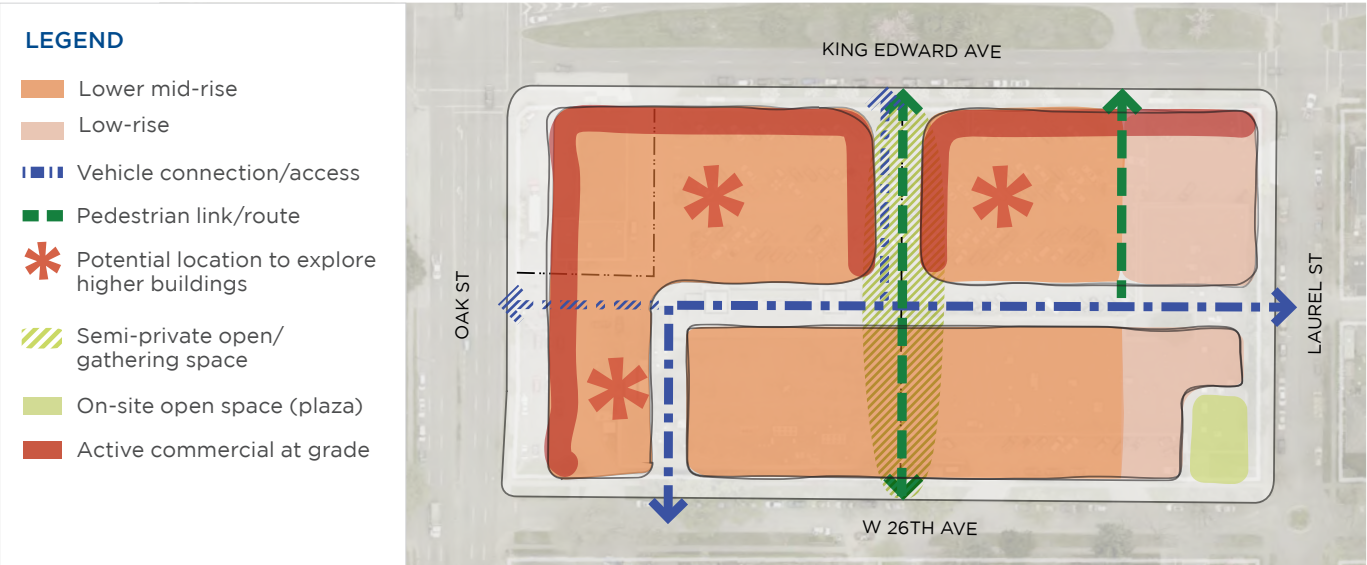 LEGEND
Lower mid-rise
Low-rise
Vehicle connection/access
Pedestrian link/route
Potential location to explore
higher buildings
Semi-private open/
gathering space
On-site open space (plaza)
Active commercial at grade
KING EDWARD AVE
OAK ST
LAUREL ST
W 26TH AVE